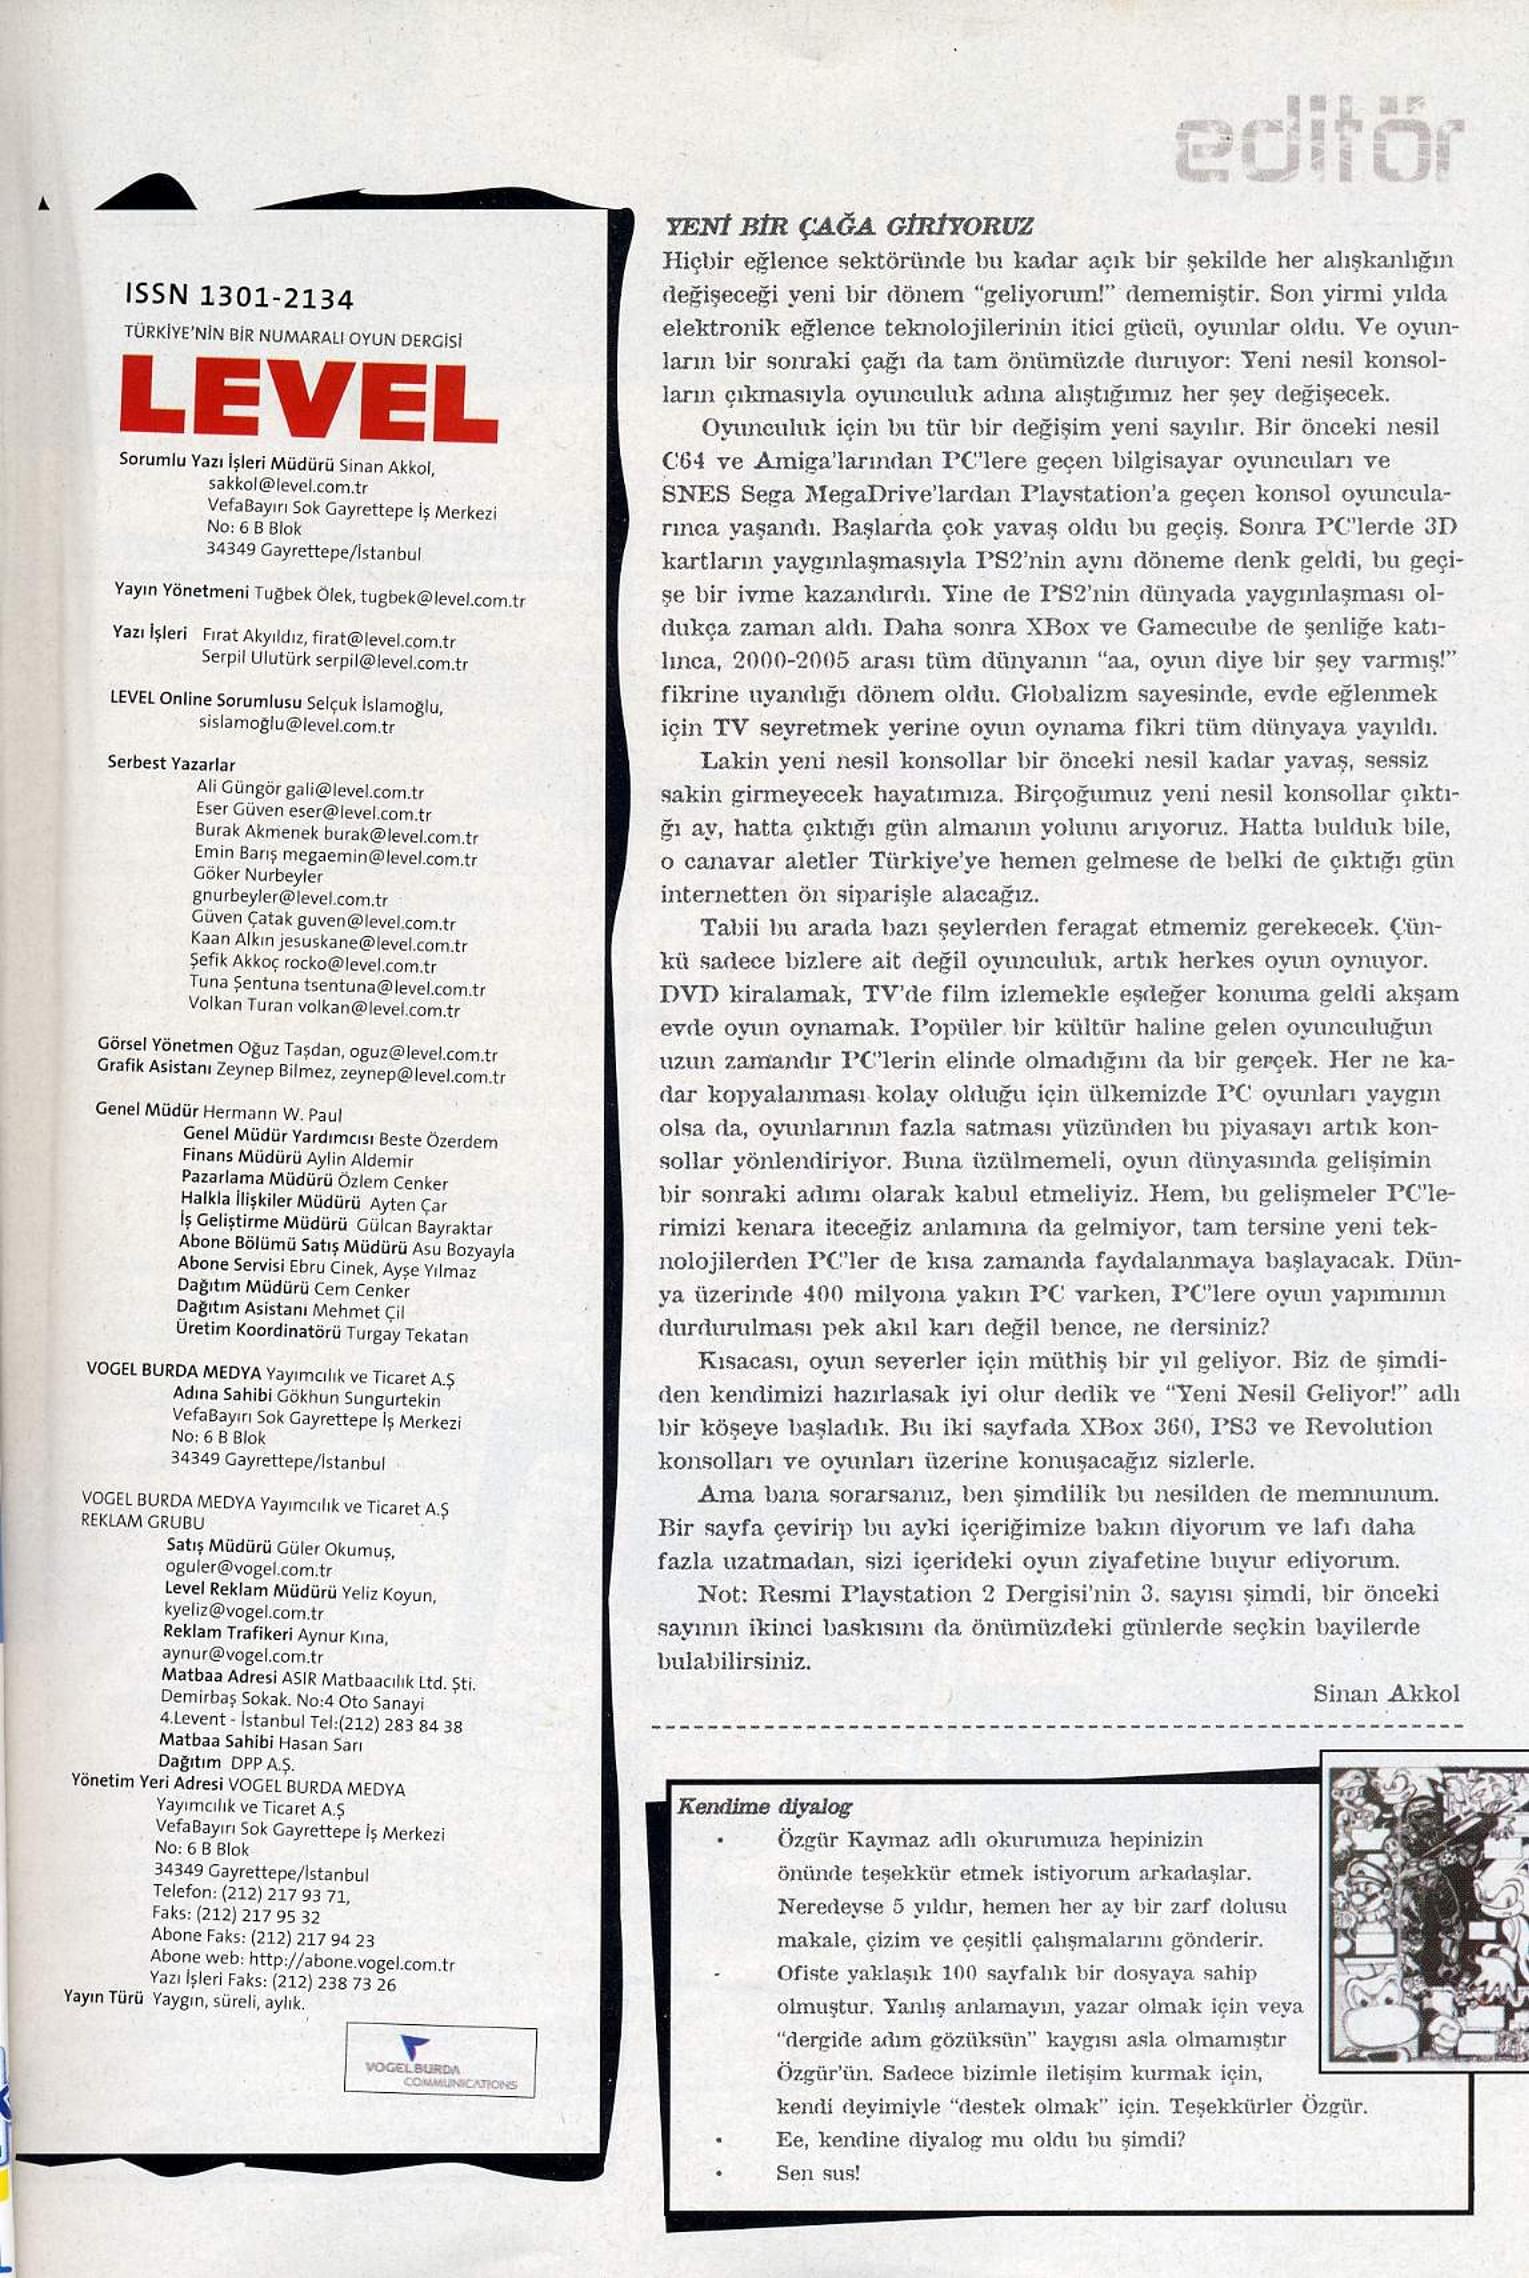 editör
ISSN 1301-2134
TÜRKİYE'NİN BİR NUMARALI OYUN DERGİSİ
LEVEL
Sorumlu Yazı İşleri Müdürü Sinan Akkol,
sakkol@level.com.tr
VefaBayırı Sok Gayrettepe İş Merkezi
No: 6 B Blok
34349 Gayrettepe/İstanbul
Yayın Yönetmeni Tuğbek Ölek, tugbek@level.com.tr
Yazı İşleri Fırat Akyıldız, firat@level.com.tr
Serpil Ulutürk serpil@level.com.tr
LEVEL Online Sorumlusu Selçuk İslamoğlu,
sislamoğlu@level.com.tr
Serbest Yazarlar
Ali Güngör gali@level.com.tr
Eser Güven eser@level.com.tr
Burak Akmenek burak@level.com.tr
Emin Barış megaemin@level.com.tr
Göker Nurbeyler
gnurbeyler@level.com.tr
Güven Çatak guven@level.com.tr
Kaan Alkın jesuskane@level.com.tr
Şefik Akkoç rocko@level.com.tr
Tuna Şentuna tsentuna@level.com.tr
Volkan Turan volkan@level.com.tr
Görsel Yönetmen Oğuz Taşdan, oguz@level.com.tr
Grafik Asistanı Zeynep Bilmez, zeynep@level.com.tr
Genel Müdür Hermann W. Paul
Genel Müdür Yardımcısı Beste Özerdem
Finans Müdürü Aylin Aldemir
Pazarlama Müdürü Özlem Cenker
Halkla İlişkiler Müdürü Ayten Çar
İş Geliştirme Müdürü Gülcan Bayraktar
Abone Bölümü Satış Müdürü Asu Bozyayla
Abone Servisi Ebru Cinek, Ayşe Yılmaz
Dağıtım Müdürü Cem Cenker
Dağıtım Asistanı Mehmet Çil
Üretim Koordinatörü Turgay Tekatan
VOGEL BURDA MEDYA Yayımcılık ve Ticaret A.Ş
Adına Sahibi Gökhun Sungurtekin
VefaBayırı Sok Gayrettepe İş Merkezi
No: 6 B Blok
34349 Gayrettepe/İstanbul
VOGEL BURDA MEDYA Yayımcılık ve Ticaret A.Ş
REKLAM GRUBU
Satış Müdürü Güler Okumuş,
oguler@vogel.com.tr
Level Reklam Müdürü Yeliz Koyun,
kyeliz@vogel.com.tr
Reklam Trafikeri Aynur Kına,
aynur@vogel.com.tr
Matbaa Adresi ASIR Matbaacılık Ltd. Şti.
Demirbaş Sokak. No:4 Oto Sanayi
4.Levent - İstanbul Tel:(212) 283 84 38
Matbaa Sahibi Hasan Sarı
Dağıtım DPP A.Ş.
Yönetim Yeri Adresi VOGEL BURDA MEDYA
Yayımcılık ve Ticaret A.Ş
VefaBayırı Sok Gayrettepe İş Merkezi
No: 6 B Blok
34349 Gayrettepe/İstanbul
Telefon: (212) 217 93 71,
Faks: (212) 217 95 32
Abone Faks: (212) 217 94 23
Abone web: http://abone.vogel.com.tr
Yazı İşleri Faks: (212) 238 73 26
Yayın Türü Yaygın, süreli, aylık.
VOGEL BURDA
COMMUNICATIONS
YENİ BİR ÇAĞA GİRİYORUZ
Hiçbir eğlence sektöründe bu kadar açık bir şekilde her alışkanlığın
değişeceği yeni bir dönem "geliyorum!" dememiştir. Son yirmi yılda
elektronik eğlence teknolojilerinin itici gücü, oyunlar oldu. Ve oyun-
ların bir sonraki çağı da tam önümüzde duruyor: Yeni nesil konsol-
ların çıkmasıyla oyunculuk adına alıştığımız her şey değişecek.
Oyunculuk için bu tür bir değişim yeni sayılır. Bir önceki nesil
C64 ve Amiga'larından PC'lere geçen bilgisayar oyuncuları ve
SNES Sega MegaDrive'lardan Playstation'a geçen konsol oyuncula-
rınca yaşandı. Başlarda çok yavaş oldu bu geçiş. Sonra PC'lerde 3D
kartların yaygınlaşmasıyla PS2'nin aynı döneme denk geldi, bu geçi-
şe bir ivme kazandırdı. Yine de PS2'nin dünyada yaygınlaşması ol-
dukça zaman aldı. Daha sonra XBox ve Gamecube de şenliğe katı-
lınca, 2000-2005 arası tüm dünyanın "aa, oyun diye bir şey varmış!"
fikrine uyandığı dönem oldu. Globalizm sayesinde, evde eğlenmek
için TV seyretmek yerine oyun oynama fikri tüm dünyaya yayıldı.
Lakin yeni nesil konsollar bir önceki nesil kadar yavaş, sessiz
sakin girmeyecek hayatımıza. Birçoğumuz yeni nesil konsollar çıktı-
ğı ay, hatta çıktığı gün almanın yolunu arıyoruz. Hatta bulduk bile,
o canavar aletler Türkiye'ye hemen gelmese de belki de çıktığı gün
internetten ön siparişle alacağız.
Tabii bu arada bazı şeylerden feragat etmemiz gerekecek. Çün-
kü sadece bizlere ait değil oyunculuk, artık herkes oyun oynuyor.
DVD kiralamak, TV'de film izlemekle eşdeğer konuma geldi akşam
evde oyun oynamak. Popüler bir kültür haline gelen oyunculuğun
uzun zamandır PC'lerin elinde olmadığını da bir gerçek. Her ne ka-
dar kopyalanması kolay olduğu için ülkemizde PC oyunları yaygın
olsa da, oyunlarının fazla satması yüzünden bu piyasayı artık kon-
sollar yönlendiriyor. Buna üzülmemeli, oyun dünyasında gelişimin
bir sonraki adımı olarak kabul etmeliyiz. Hem, bu gelişmeler PC'le-
rimizi kenara iteceğiz anlamına da gelmiyor, tam tersine yeni tek-
nolojilerden PC'ler de kısa zamanda faydalanmaya başlayacak. Dün-
ya üzerinde 400 milyona yakın PC varken, PC'lere oyun yapımının
durdurulması pek akıl karı değil bence, ne dersiniz?
Kısacası, oyun severler için müthiş bir yıl geliyor. Biz de şimdi-
den kendimizi hazırlasak iyi olur dedik ve "Yeni Nesil Geliyor!" adlı
bir köşeye başladık. Bu iki sayfada XBox 360, PS3 ve Revolution
konsolları ve oyunları üzerine konuşacağız sizlerle.
Ama bana sorarsanız, ben şimdilik bu nesilden de memnunum.
Bir sayfa çevirip bu ayki içeriğimize bakın diyorum ve lafı daha
fazla uzatmadan, sizi içerideki oyun ziyafetine buyur ediyorum.
Not: Resmi Playstation 2 Dergisi'nin 3. sayısı şimdi, bir önceki
sayının ikinci baskısını da önümüzdeki günlerde seçkin bayilerde
bulabilirsiniz.
Sinan Akkol
Kendime diyalog
• Özgür Kaymaz adlı okurumuza hepinizin
önünde teşekkür etmek istiyorum arkadaşlar.
Neredeyse 5 yıldır, hemen her ay bir zarf dolusu
makale, çizim ve çeşitli çalışmalarını gönderir.
- Ofiste yaklaşık 100 sayfalık bir dosyaya sahip
olmuştur. Yanlış anlamayın, yazar olmak için veya
"dergide adım gözüksün" kaygısı asla olmamıştır
Özgür'ün. Sadece bizimle iletişim kurmak için,
kendi deyimiyle "destek olmak" için. Teşekkürler Özgür.
• Ee, kendine diyalog mu oldu bu şimdi?
• Sen sus!